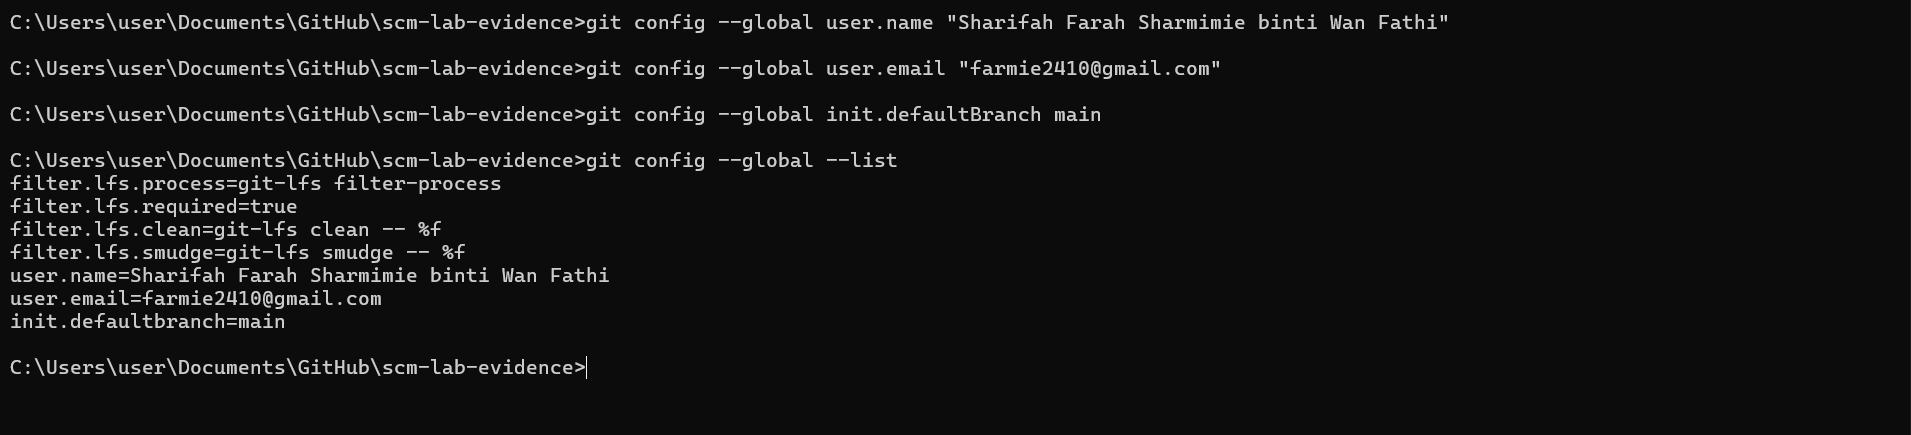 C:\Users\user\Documents\GitHub\scm-lab-evidence>git config --global user.name "Sharifah Farah Sharmimie binti Wan Fathi"
C:\Users\user\Documents\GitHub\scm-lab-evidence>git config --global user.email "farmie2410@gmail.com"
C:\Users\user\Documents\GitHub\scm-lab-evidence>git config --global init.defaultBranch main
C:\Users\user\Documents\GitHub\scm-lab-evidence>git config --global --list
filter.lfs.process=git-lfs filter-process
filter.lfs.required=true
filter.lfs.clean=git-lfs clean -- %f
filter.lfs.smudge=git-lfs smudge -- %f
user.name=Sharifah Farah Sharmimie binti Wan Fathi
user.email=farmie2410@gmail.com
init.defaultbranch=main
C:\Users\user\Documents\GitHub\scm-lab-evidence>